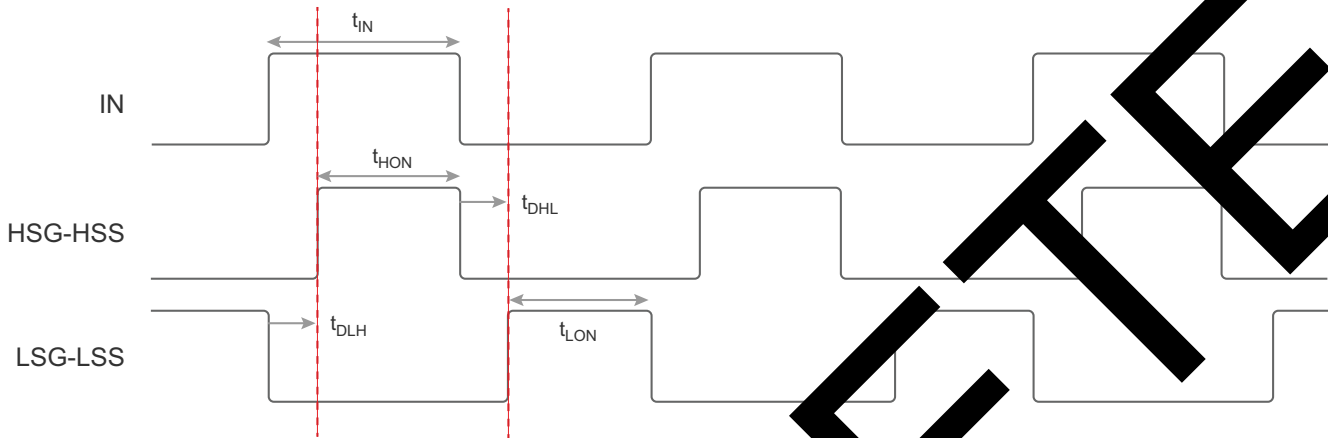 t_IN
IN
t_HON
t_DHL
HSG-HSS
t_DLH
t_LON
LSG-LSS